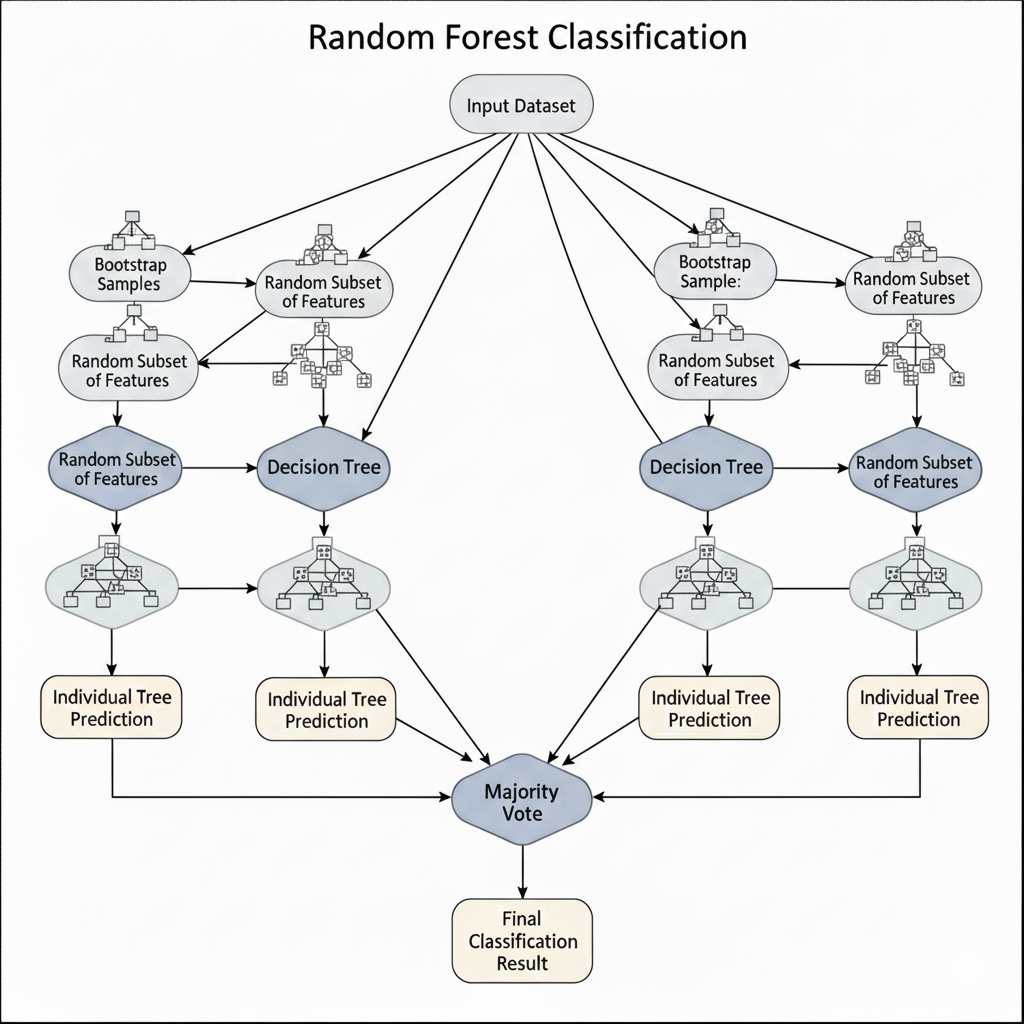 Random Forest Classification
Input Dataset
Bootstrap
Samples
Random Subset
of Features
Bootstrap
Sample:
Random Subset
of Features
Random Subset
of Features
Random Subset
of Features
Random Subset
of Features
Decision Tree
Decision Tree
Random Subset
of Features
Individual Tree
Prediction
Individual Tree
Prediction
Individual Tree
Prediction
Individual Tree
Prediction
Majority
Vote
Final
Classification
Result